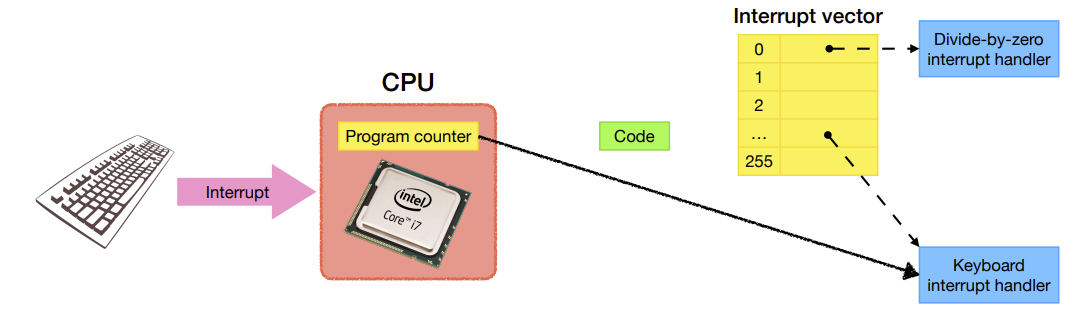 Interrupt vector
0
1
2
...
255
Divide-by-zero
interrupt handler
CPU
Program counter
Code
Interrupt
intel
Core™ i7
Keyboard
interrupt handler